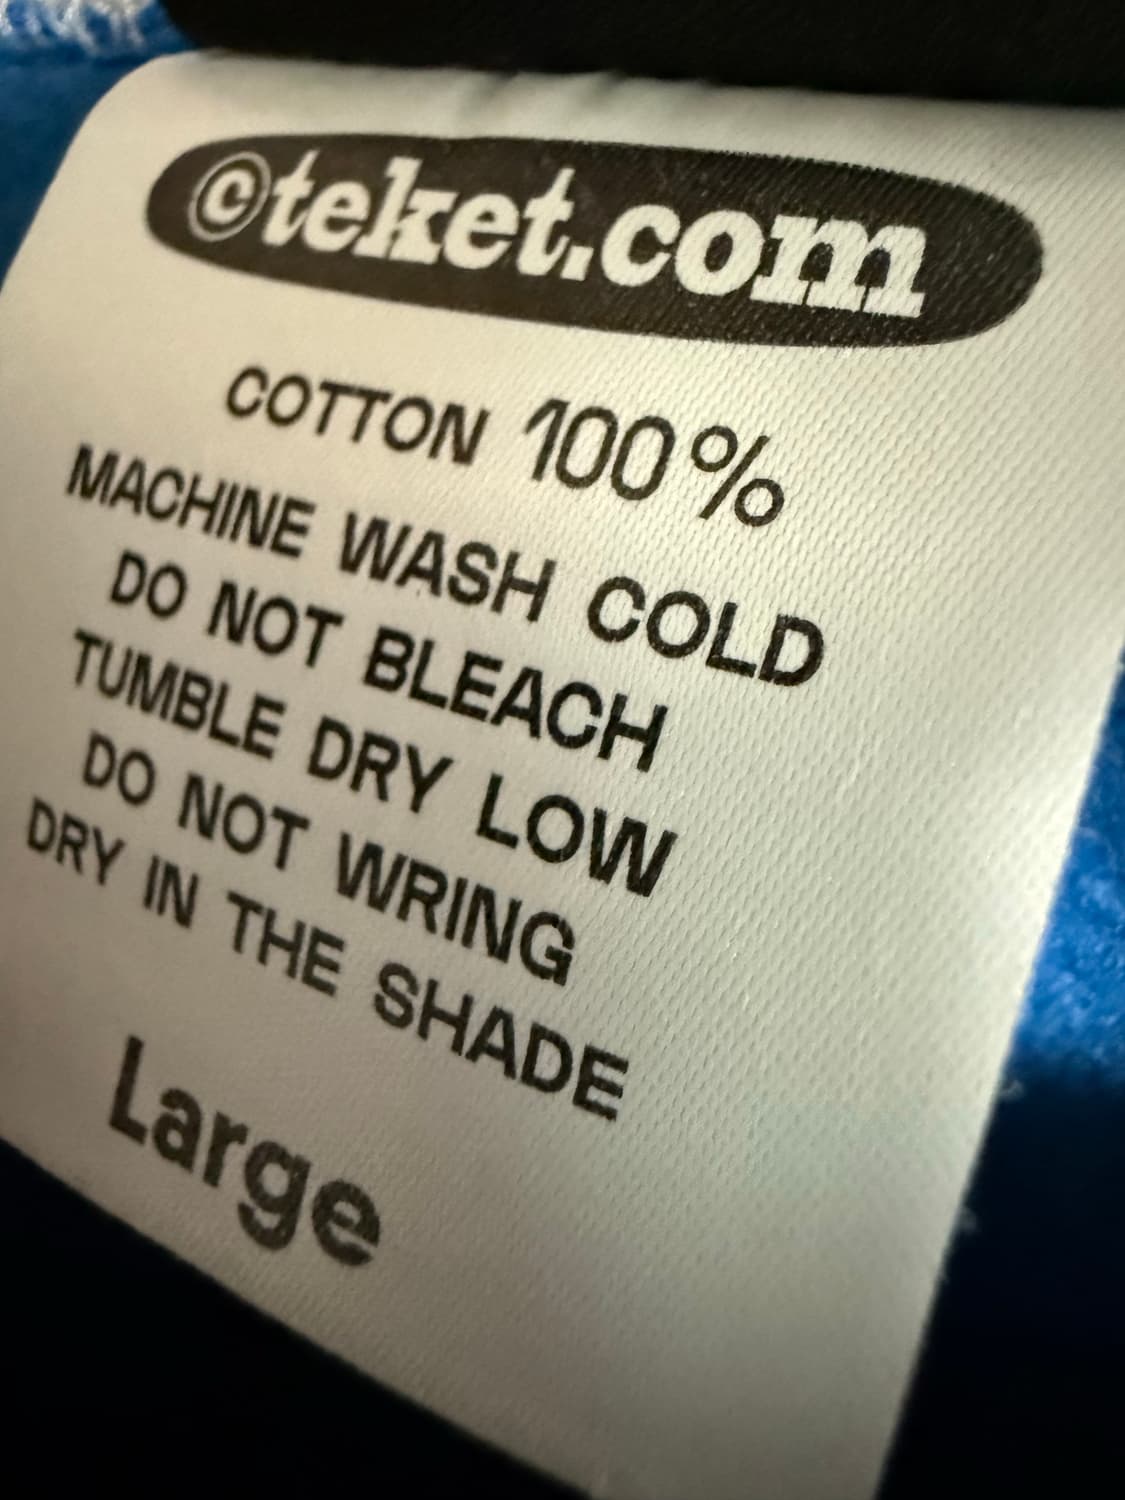 ©teket.com
COTTON 100%
MACHINE WASH COLD
DO NOT BLEACH
TUMBLE DRY LOW
DO NOT WRING
DRY IN THE SHADE
Large